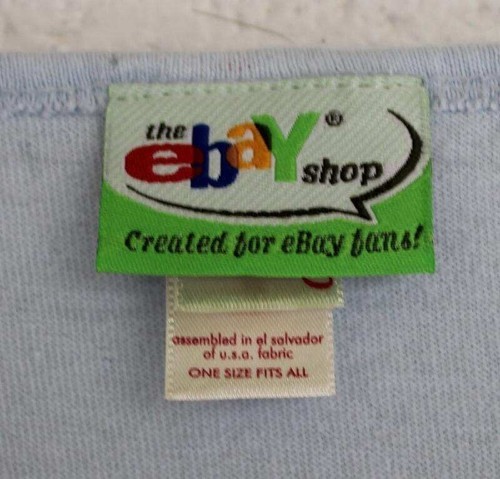 the
ebaY®
shop
Created for eBay fans!
assembled in el salvador
of u.s.a. fabric
ONE SIZE FITS ALL